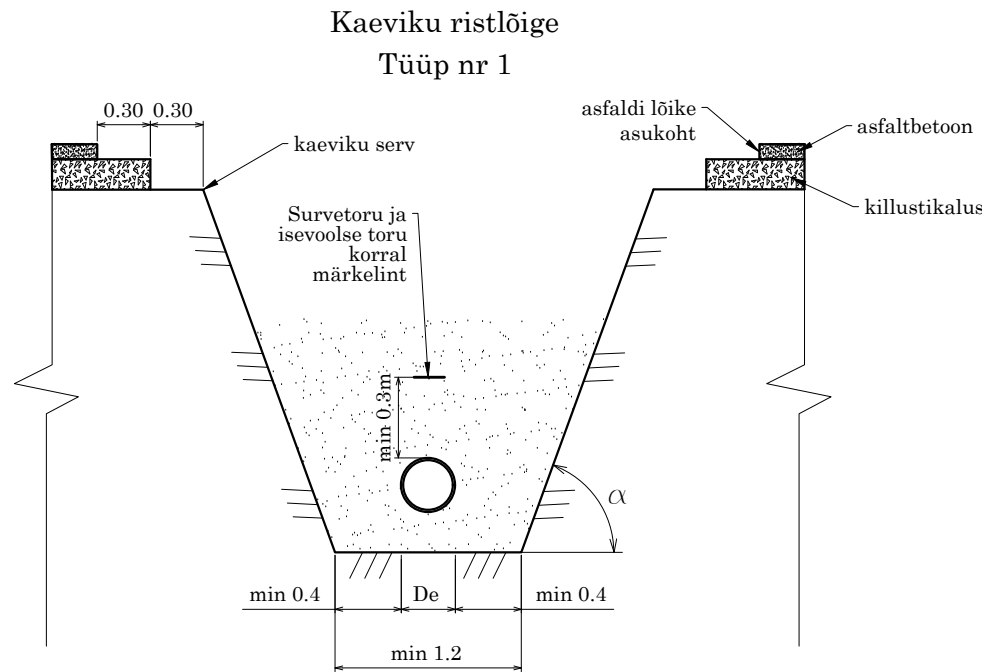 Kaeviku ristlõige
Tüüp nr 1
0.30 0.30
kaeviku serv
asfaldi lõike
asukoht
asfaltbetoon
killustikalus
Survetoru ja
isevoolse toru
korral
märkelint
min 0.3m
α
min 0.4 De min 0.4
min 1.2